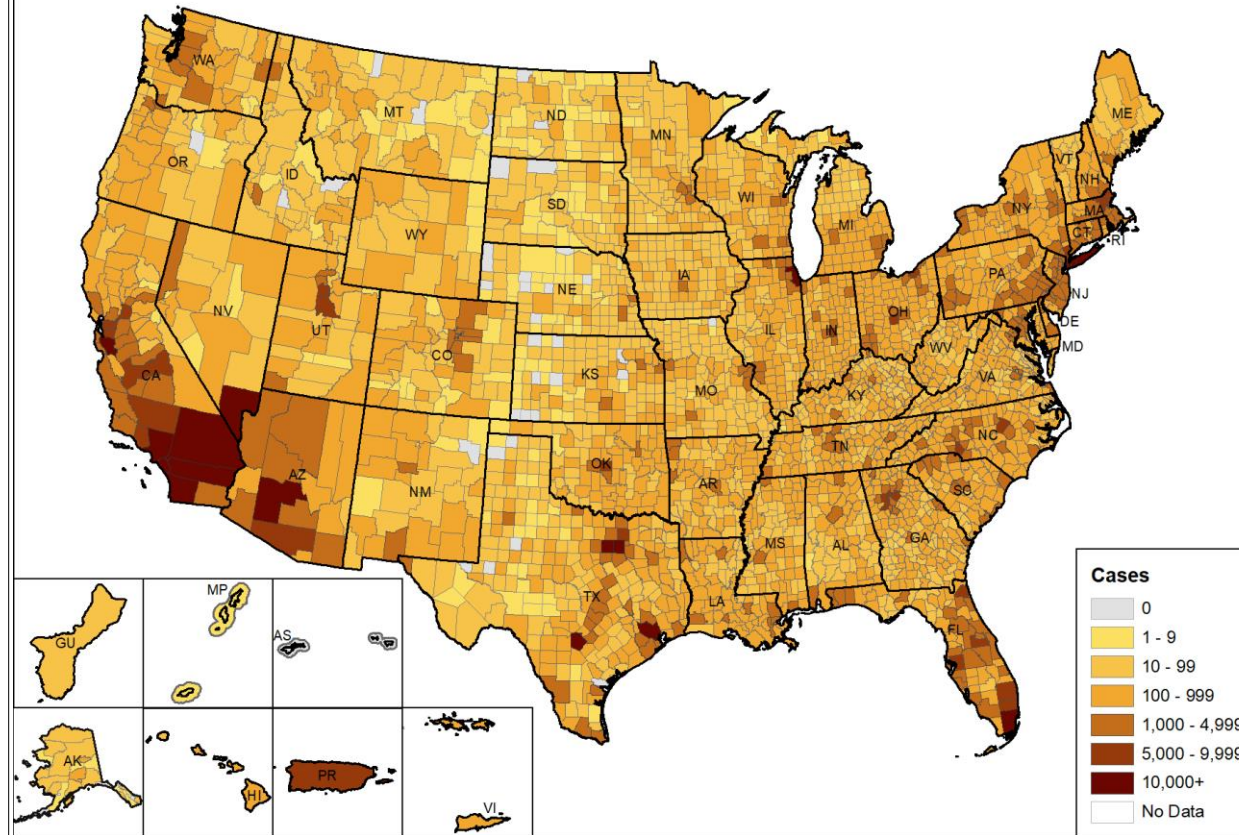 WA
MT
ND
MN
ME
OR
ID
SD
WI
MI
VT
NH
NY
MA
CT
RI
WY
IA
NE
PA
NJ
NV
UT
CO
IL
IN
OH
DE
MD
WV
VA
CA
KS
MO
KY
AZ
NM
OK
AR
TN
NC
SC
MS
AL
GA
TX
LA
FL
GU
MP
AS
AK
HI
PR
VI
Cases
0
1 - 9
10 - 99
100 - 999
1,000 - 4,999
5,000 - 9,999
10,000+
No Data